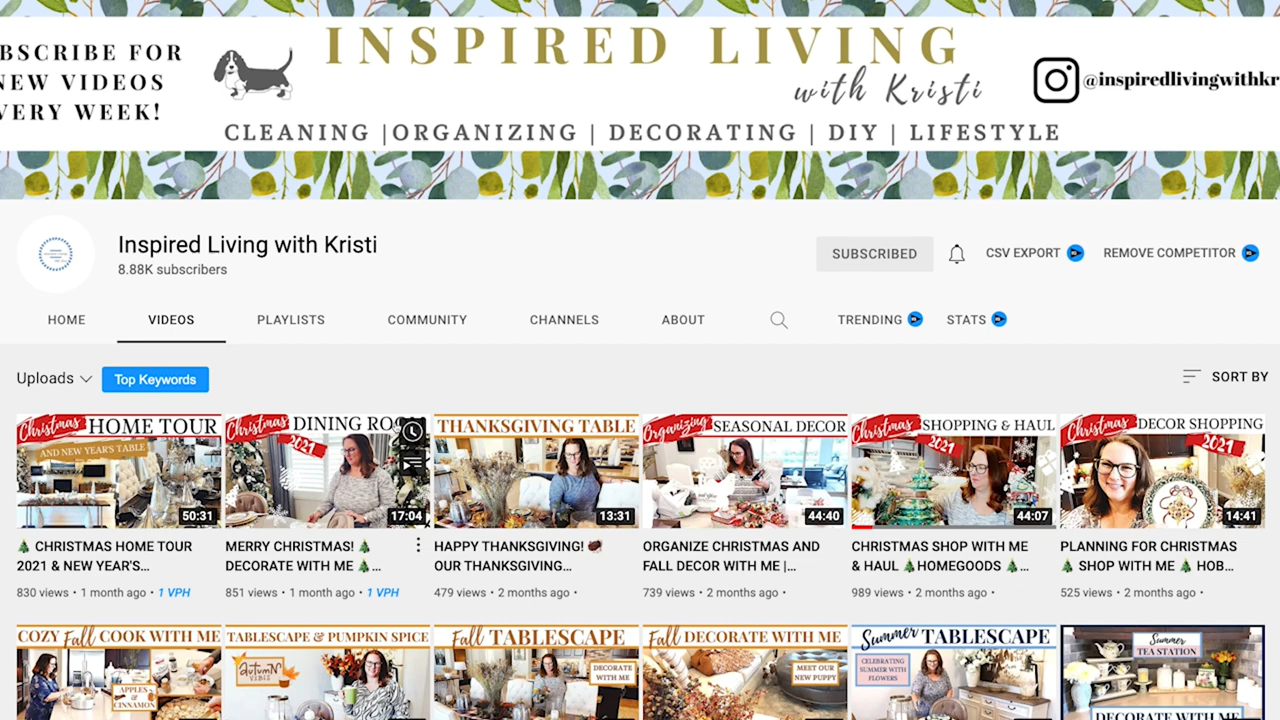 BSCRIBE FOR
NEW VIDEOS
VERY WEEK!
INSPIRED LIVING
with Kristi
CLEANING |ORGANIZING | DECORATING | DIY | LIFESTYLE
@inspiredlivingwithkr
Inspired Living with Kristi
8.88K subscribers
SUBSCRIBED
CSV EXPORT
REMOVE COMPETITOR
HOME
VIDEOS
PLAYLISTS
COMMUNITY
CHANNELS
ABOUT
TRENDING
STATS
Uploads
Top Keywords
SORT BY
Christmas HOME TOUR
AND NEW YEAR'S TABLE
50:31
Christmas DINING RO
2021
17:04
THANKSGIVING TABLE
13:31
Organizing SEASONAL DECOR
44:40
Christmas SHOPPING & HAUL
2021
44:07
Christmas DECOR SHOPPING
2021
14:41
🎄 CHRISTMAS HOME TOUR
2021 & NEW YEAR'S...
830 views • 1 month ago • 1 VPH
MERRY CHRISTMAS! 🎄
DECORATE WITH ME 🎄...
851 views • 1 month ago • 1 VPH
HAPPY THANKSGIVING! 🦃
OUR THANKSGIVING...
479 views • 2 months ago •
ORGANIZE CHRISTMAS AND
FALL DECOR WITH ME |...
739 views • 2 months ago •
CHRISTMAS SHOP WITH ME
& HAUL 🎄HOMEGOODS 🎄...
989 views • 2 months ago •
PLANNING FOR CHRISTMAS
🎄 SHOP WITH ME 🎄 HOB...
525 views • 2 months ago •
COZY Fall COOK WITH ME
APPLES
&
CINNAMON
TABLESCAPE & PUMPKIN SPICE
AUTUMN
VIBES
Fall TABLESCAPE
DECORATE
WITH ME
Fall DECORATE WITH ME
MEET OUR
NEW PUPPY
Summer TABLESCAPE
CELEBRATING
SUMMER WITH
FLOWERS
Summer
TEA STATION
DECORATE WITH ME